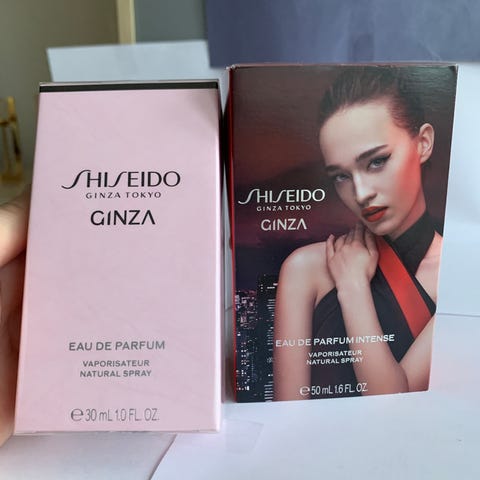 SHISEIDO
GINZA TOKYO
GINZA
EAU DE PARFUM
VAPORISATEUR
NATURAL SPRAY
℮ 30 mL 1.0 FL. OZ.
SHISEIDO
GINZA TOKYO
GINZA
EAU DE PARFUM INTENSE
VAPORISATEUR
NATURAL SPRAY
℮ 50 mL 1.6 FL. OZ.